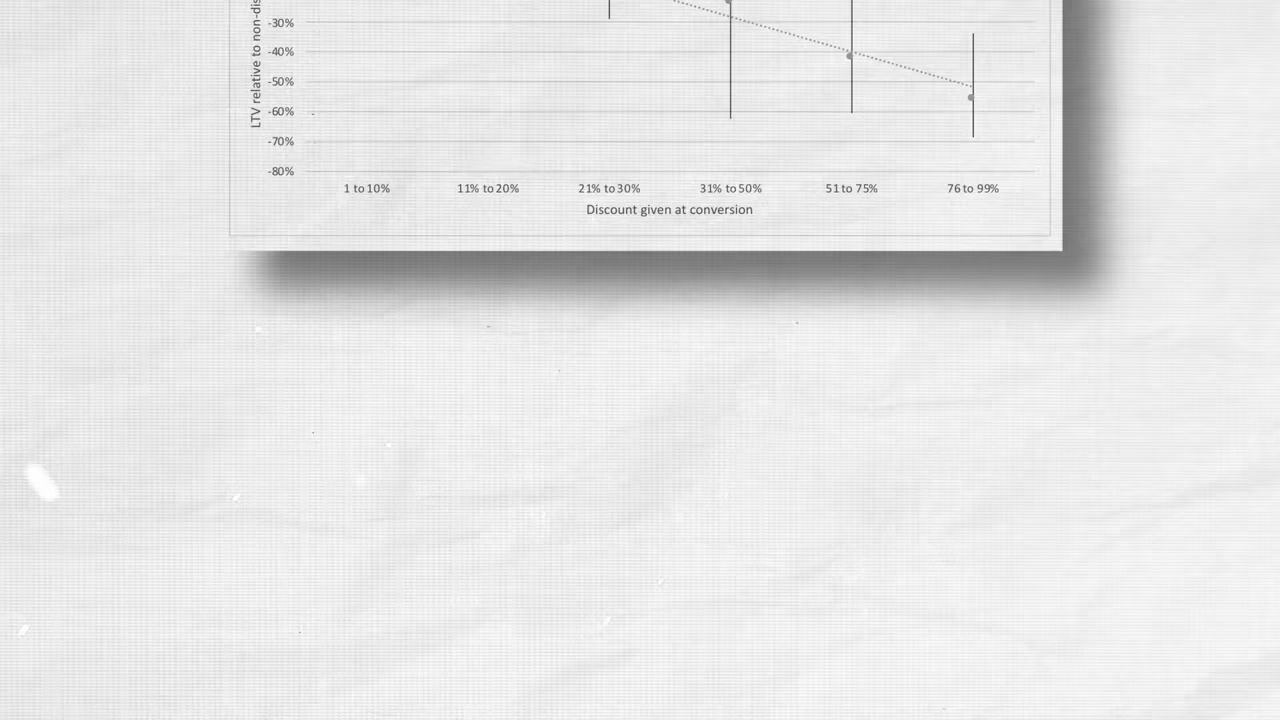 LTV relative to non-dis
-30%
-40%
-50%
-60%
-70%
-80%
1 to 10%
11% to 20%
21% to 30%
31% to 50%
51 to 75%
76 to 99%
Discount given at conversion